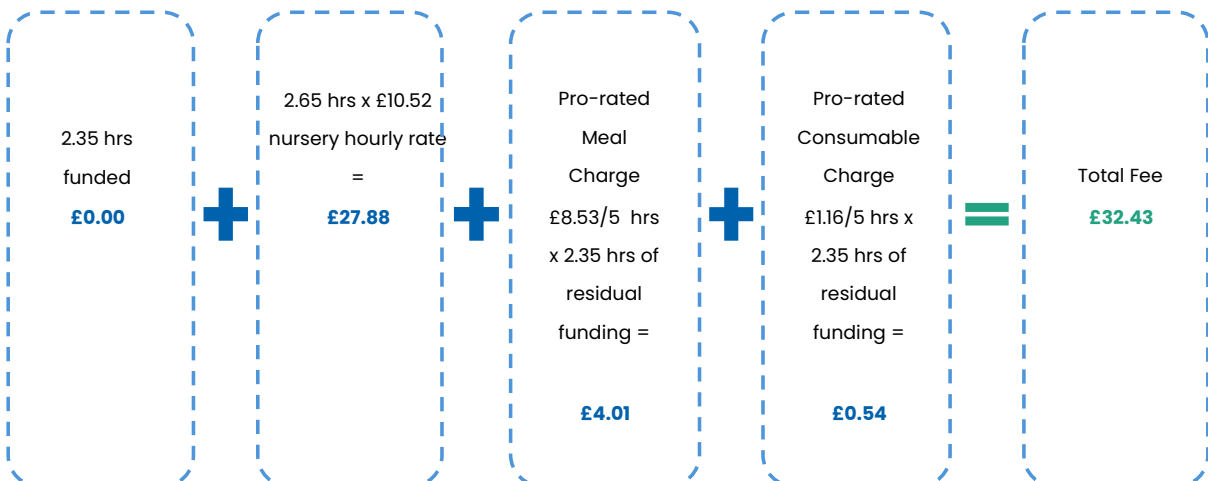 2.35 hrs
funded
£0.00
2.65 hrs x £10.52
nursery hourly rate
=
£27.88
Pro-rated
Meal
Charge
£8.53/5 hrs
x 2.35 hrs of
residual
funding =
£4.01
Pro-rated
Consumable
Charge
£1.16/5 hrs x
2.35 hrs of
residual
funding =
£0.54
Total Fee
£32.43